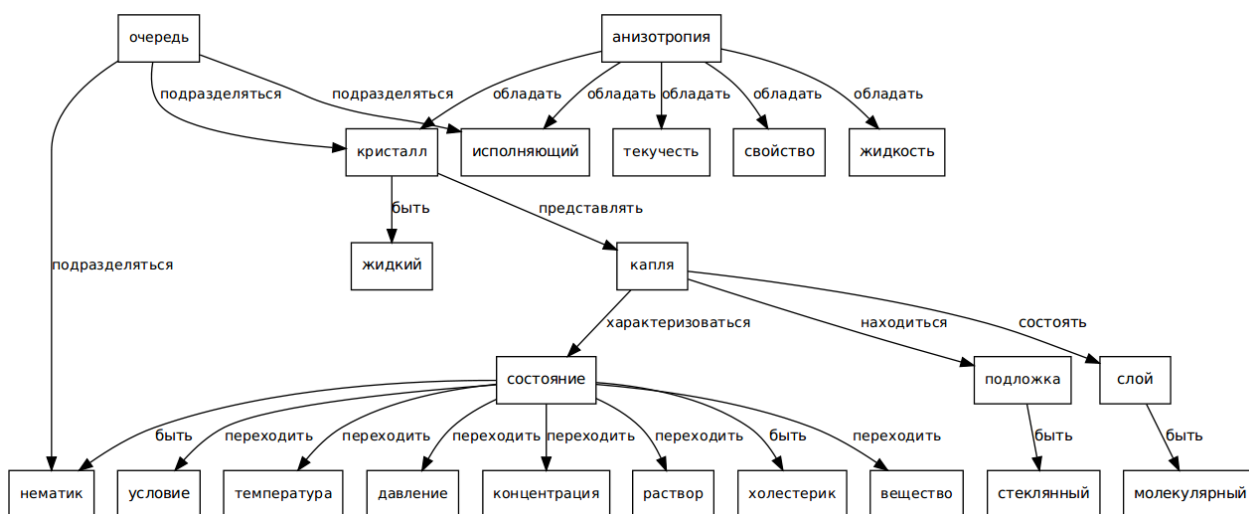 очередь
анизотропия
подразделяться
подразделяться
обладать
обладать
обладать
обладать
обладать
кристалл
исполняющий
текучесть
свойство
жидкость
быть
представлять
подразделяться
жидкий
капля
характеризоваться
находиться
состоять
состояние
подложка
слой
быть
переходить
переходить
переходить
переходить
переходить
быть
переходить
быть
быть
нематик
условие
температура
давление
концентрация
раствор
холестерик
вещество
стеклянный
молекулярный